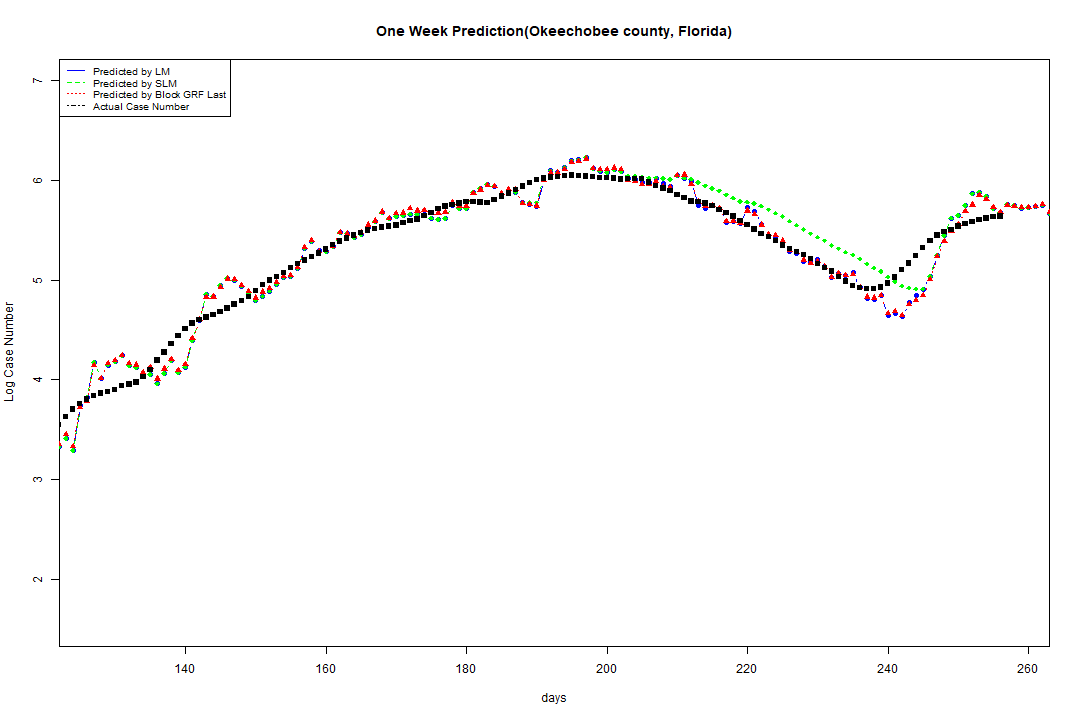 One Week Prediction(Okeechobee county, Florida)
Predicted by LM
Predicted by SLM
Predicted by Block GRF Last
Actual Case Number
7
6
5
4
3
2
Log Case Number
140 160 180 200 220 240 260
days